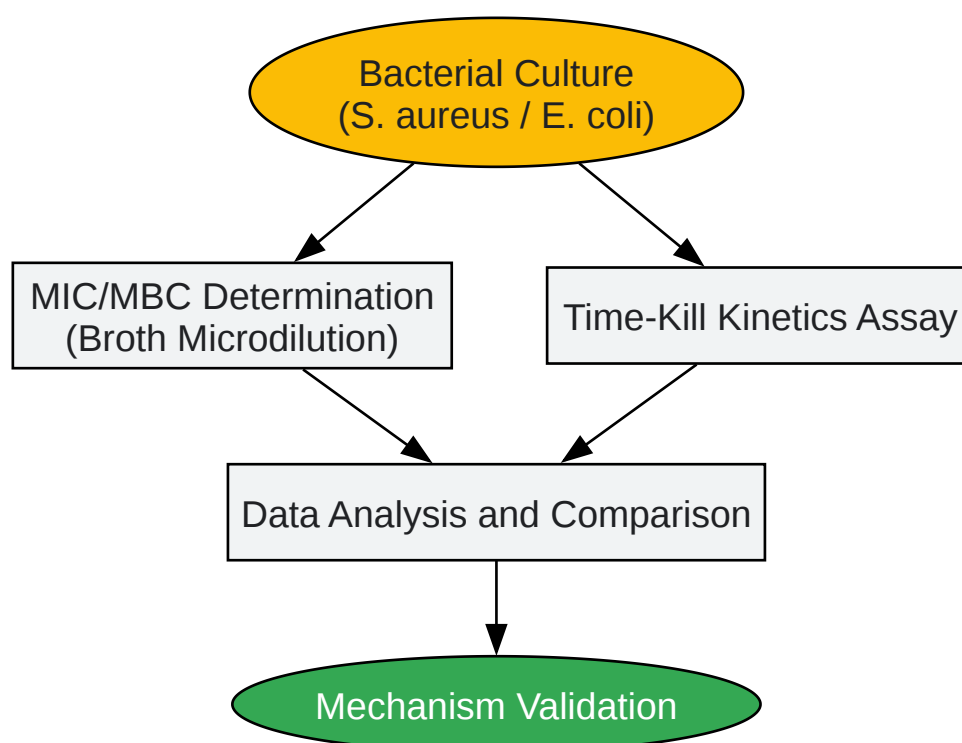 Bacterial Culture
(S. aureus / E. coli)
MIC/MBC Determination
(Broth Microdilution)
Time-Kill Kinetics Assay
Data Analysis and Comparison
Mechanism Validation